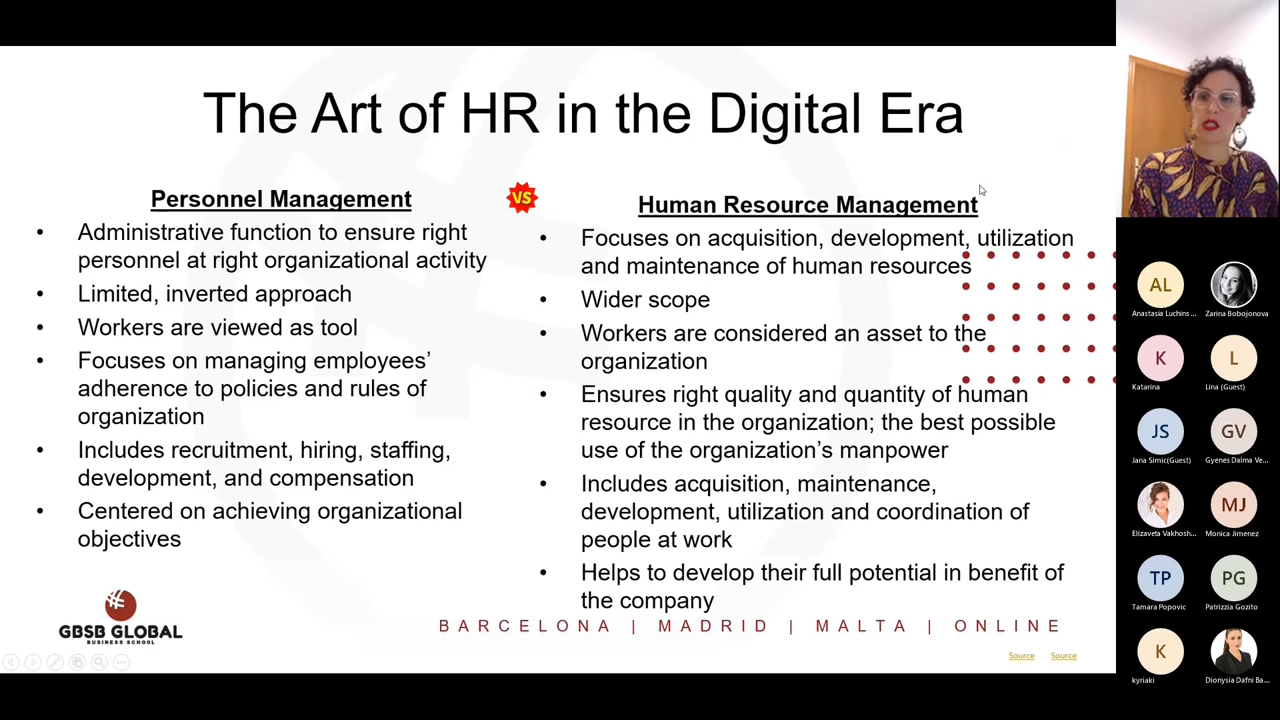 The Art of HR in the Digital Era
Personnel Management
• Administrative function to ensure right
personnel at right organizational activity
• Limited, inverted approach
• Workers are viewed as tool
• Focuses on managing employees’
adherence to policies and rules of
organization
• Includes recruitment, hiring, staffing,
development, and compensation
• Centered on achieving organizational
objectives
VS
Human Resource Management
• Focuses on acquisition, development, utilization
and maintenance of human resources
• Wider scope
• Workers are considered an asset to the
organization
• Ensures right quality and quantity of human
resource in the organization; the best possible
use of the organization’s manpower
• Includes acquisition, maintenance,
development, utilization and coordination of
people at work
• Helps to develop their full potential in benefit of
the company
GBSB GLOBAL
BUSINESS SCHOOL
BARCELONA | MADRID | MALTA | ONLINE
Source Source
AL
Anastasia Luchins ...
Zarina Bobojonova
K
Katarina
L
Lina (Guest)
JS
Jana Simic(Guest)
GV
Gyenes Dalma Ve...
Elizaveta Vakhosh...
MJ
Monica Jimenez
TP
Tamara Popovic
PG
Patrizzia Gozito
K
kyriaki
Dionysia Dafni Ba...